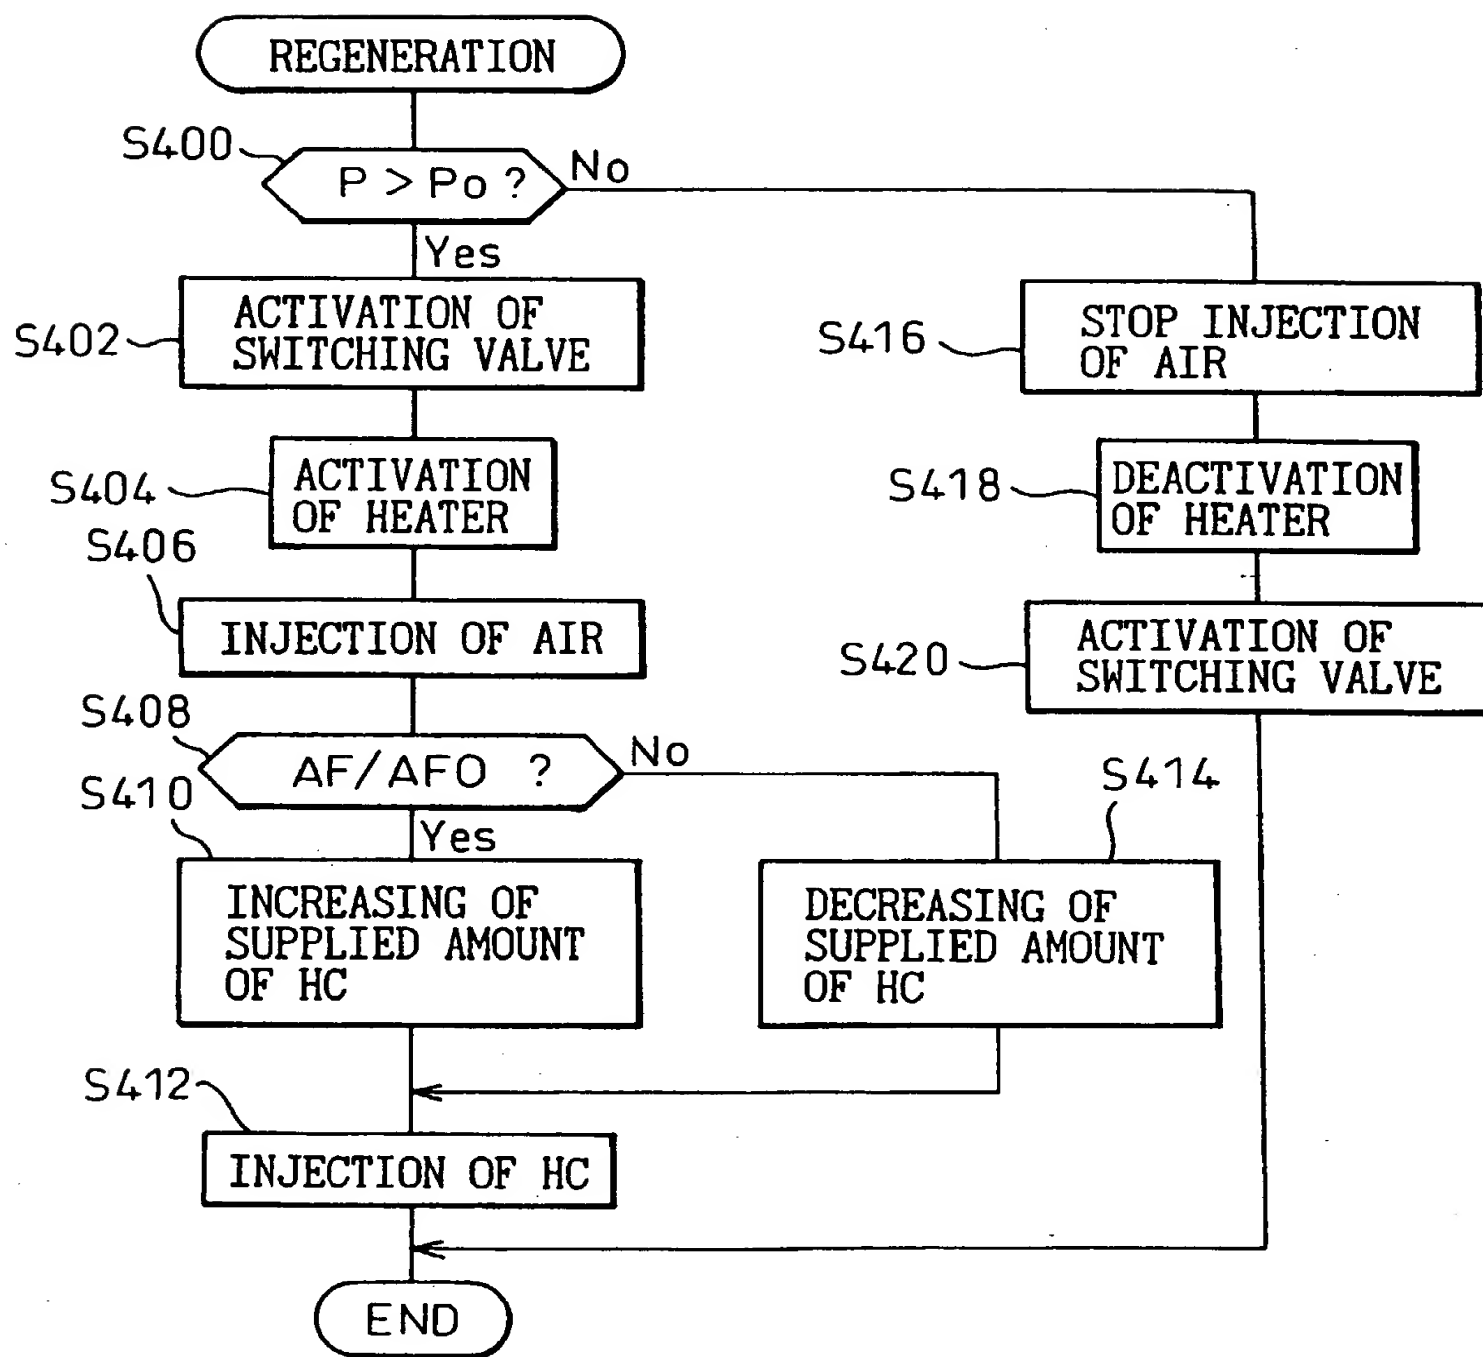 REGENERATION
S400
P > Po ?
No
Yes
S402
ACTIVATION OF
SWITCHING VALVE
S416
STOP INJECTION
OF AIR
S404
ACTIVATION
OF HEATER
S418
DEACTIVATION
OF HEATER
S406
INJECTION OF AIR
S420
ACTIVATION OF
SWITCHING VALVE
S408
AF/AFO ?
No
Yes
S410
INCREASING OF
SUPPLIED AMOUNT
OF HC
S414
DECREASING OF
SUPPLIED AMOUNT
OF HC
S412
INJECTION OF HC
END